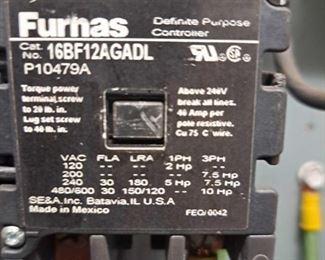 Furnas
Definite Purpose
Controller
Cat.
No. 16BF12AGADL
P10479A
Torque power
terminal, screw
to 20 lb. in.
Lug set screw
to 40 lb. in.
Above 240V
break all lines.
40 Amp per
pole resistive.
Cu 75 C wire.
VAC FLA LRA 1PH 3PH
120 -- -- 2 Hp --
200 -- -- -- 7.5 Hp
240 30 180 5 Hp 7.5 Hp
480/600 30 150/120 -- 10 Hp
SE&A, Inc. Batavia, IL U.S.A
Made in Mexico
FEQ/0042